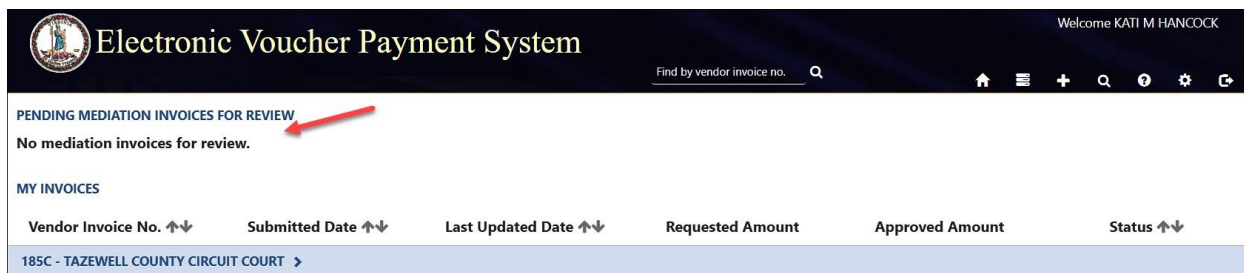 Welcome KATI M HANCOCK
Electronic Voucher Payment System
Find by vendor invoice no.
PENDING MEDIATION INVOICES FOR REVIEW
No mediation invoices for review.
MY INVOICES
Vendor Invoice No. Submitted Date Last Updated Date Requested Amount Approved Amount Status
185C - TAZEWELL COUNTY CIRCUIT COURT